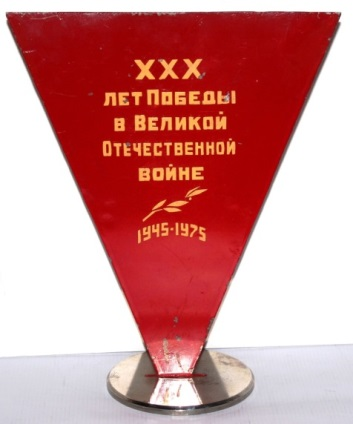 XXX
лет Победы
в Великой
Отечественной
войне
1945-1975